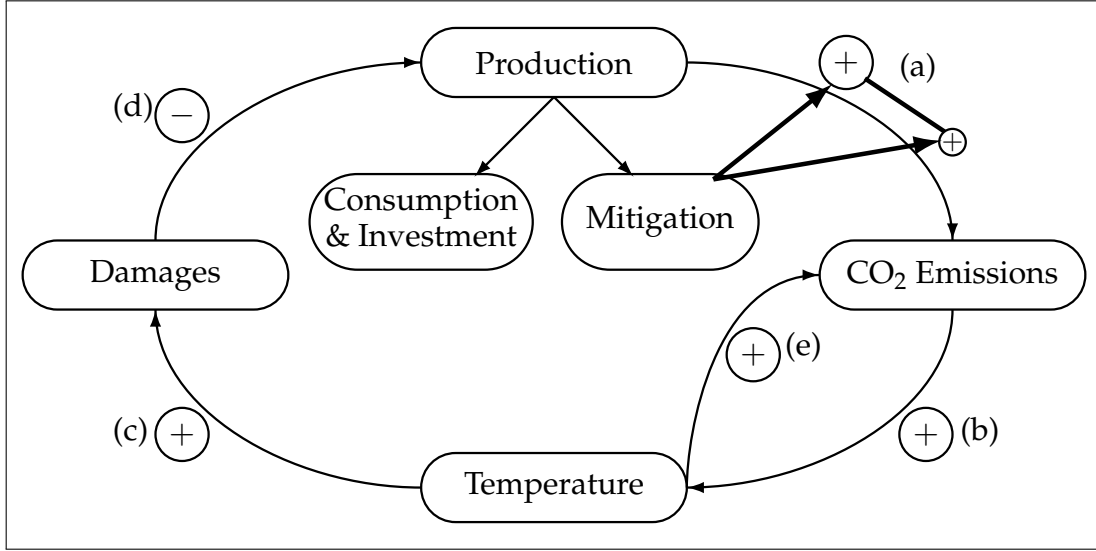 Production
+
(a)
(d)
−
+
Consumption
& Investment
Mitigation
Damages
CO₂ Emissions
+
(e)
(c)
+
+
(b)
Temperature